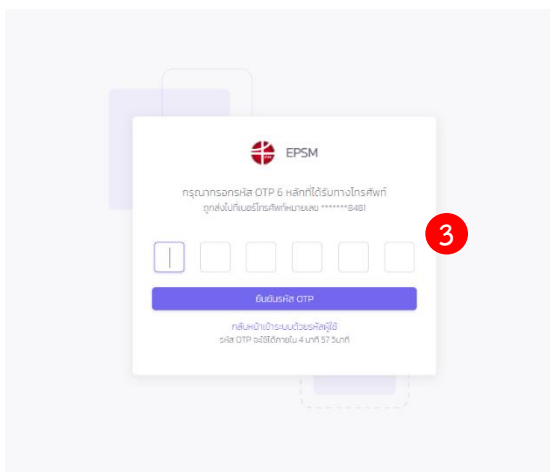 EPSM
กรุณากรอกรหัส OTP 6 หลักที่ได้รับทางโทรศัพท์
ถูกส่งไปที่เบอร์โทรศัพท์หมายเลข *******8481
3
ยืนยันรหัส OTP
กลับหน้าเข้าระบบด้วยรหัสผู้ใช้
รหัส OTP จะใช้ได้ภายใน 4 นาที 57 วินาที